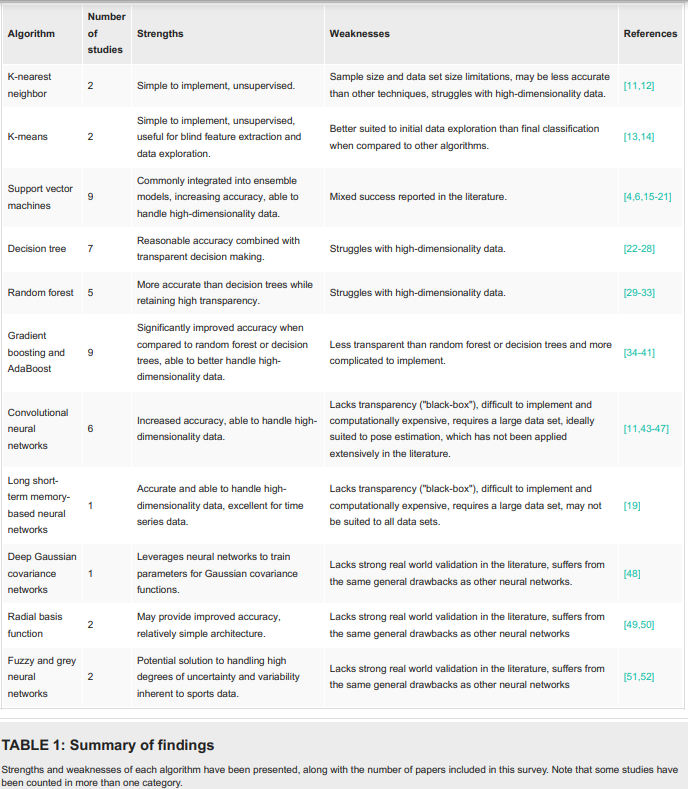 Algorithm
Number
of
studies
Strengths
Weaknesses
References
K-nearest
neighbor
2
Simple to implement, unsupervised.
Sample size and data set size limitations, may be less accurate
than other techniques, struggles with high-dimensionality data.
[11,12]
K-means
2
Simple to implement, unsupervised,
useful for blind feature extraction and
data exploration.
Better suited to initial data exploration than final classification
when compared to other algorithms.
[13,14]
Support vector
machines
9
Commonly integrated into ensemble
models, increasing accuracy, able to
handle high-dimensionality data.
Mixed success reported in the literature.
[4,6,15-21]
Decision tree
7
Reasonable accuracy combined with
transparent decision making.
Struggles with high-dimensionality data.
[22-28]
Random forest
5
More accurate than decision trees while
retaining high transparency.
Struggles with high-dimensionality data.
[29-33]
Gradient
boosting and
AdaBoost
9
Significantly improved accuracy when
compared to random forest or decision
trees, able to better handle high-
dimensionality data.
Less transparent than random forest or decision trees and more
complicated to implement.
[34-41]
Convolutional
neural
networks
6
Increased accuracy, able to handle high-
dimensionality data.
Lacks transparency ("black-box"), difficult to implement and
computationally expensive, requires a large data set, ideally
suited to pose estimation, which has not been applied
extensively in the literature.
[11,43-47]
Long short-
term memory-
based neural
networks
1
Accurate and able to handle high-
dimensionality data, excellent for time
series data.
Lacks transparency ("black-box"), difficult to implement and
computationally expensive, requires a large data set, may not
be suited to all data sets.
[19]
Deep Gaussian
covariance
networks
1
Leverages neural networks to train
parameters for Gaussian covariance
functions.
Lacks strong real world validation in the literature, suffers from
the same general drawbacks as other neural networks.
[48]
Radial basis
function
2
May provide improved accuracy,
relatively simple architecture.
Lacks strong real world validation in the literature, suffers from
the same general drawbacks as other neural networks
[49,50]
Fuzzy and grey
neural
networks
2
Potential solution to handling high
degrees of uncertainty and variability
inherent to sports data.
Lacks strong real world validation in the literature, suffers from
the same general drawbacks as other neural networks
[51,52]
TABLE 1: Summary of findings
Strengths and weaknesses of each algorithm have been presented, along with the number of papers included in this survey. Note that some studies have
been counted in more than one category.